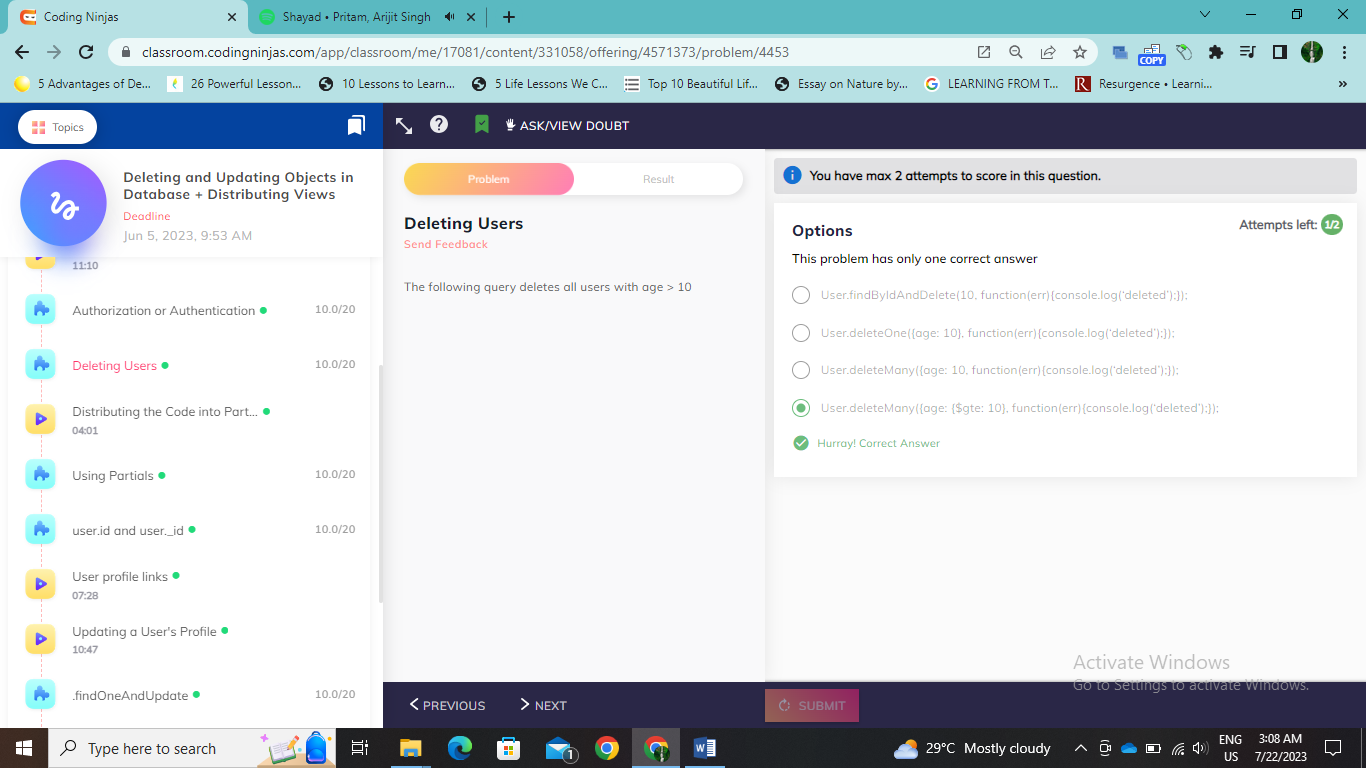 Coding Ninjas
Shayad • Pritam, Arijit Singh
classroom.codingninjas.com/app/classroom/me/17081/content/331058/offering/4571373/problem/4453
COPY
5 Advantages of De...
26 Powerful Lesson...
10 Lessons to Learn...
5 Life Lessons We C...
Top 10 Beautiful Lif...
Essay on Nature by...
LEARNING FROM T...
Resurgence • Learni...
Topics
ASK/VIEW DOUBT
Deleting and Updating Objects in
Database + Distributing Views
Deadline
Jun 5, 2023, 9:53 AM
11:10
Authorization or Authentication
10.0/20
Deleting Users
10.0/20
Distributing the Code into Part...
04:01
Using Partials
10.0/20
user.id and user._id
10.0/20
User profile links
07:28
Updating a User's Profile
10:47
.findOneAndUpdate
10.0/20
Problem
Result
Deleting Users
Send Feedback
The following query deletes all users with age > 10
PREVIOUS
NEXT
You have max 2 attempts to score in this question.
Options
Attempts left: 1/2
This problem has only one correct answer
User.findByIdAndDelete(10, function(err){console.log(‘deleted’);});
User.deleteOne({age: 10}, function(err){console.log(‘deleted’);});
User.deleteMany({age: 10, function(err){console.log(‘deleted’);});
User.deleteMany({age: {$gte: 10}, function(err){console.log(‘deleted’);});
Hurray! Correct Answer
Activate Windows
Go to Settings to activate Windows.
SUBMIT
Type here to search
1
29°C Mostly cloudy
ENG
US
3:08 AM
7/22/2023